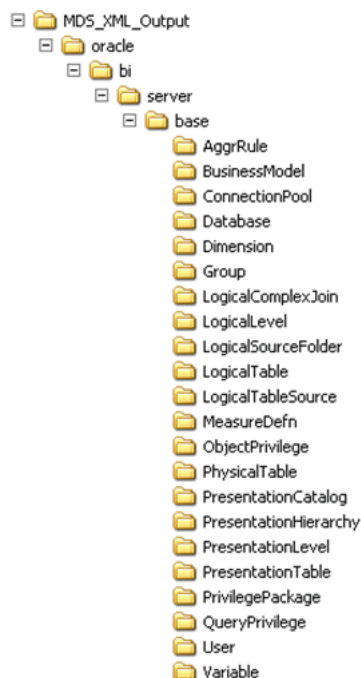 MDS_XML_Output
oracle
bi
server
base
AggrRule
BusinessModel
ConnectionPool
Database
Dimension
Group
LogicalComplexJoin
LogicalLevel
LogicalSourceFolder
LogicalTable
LogicalTableSource
MeasureDefn
ObjectPrivilege
PhysicalTable
PresentationCatalog
PresentationHierarchy
PresentationLevel
PresentationTable
PrivilegePackage
QueryPrivilege
User
Variable